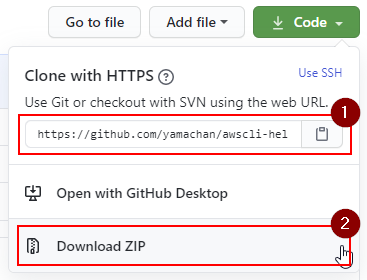 Go to file Add file Code
Clone with HTTPS ? Use SSH
Use Git or checkout with SVN using the web URL.
1
https://github.com/yamachan/awscli-hel
Open with GitHub Desktop
2
Download ZIP